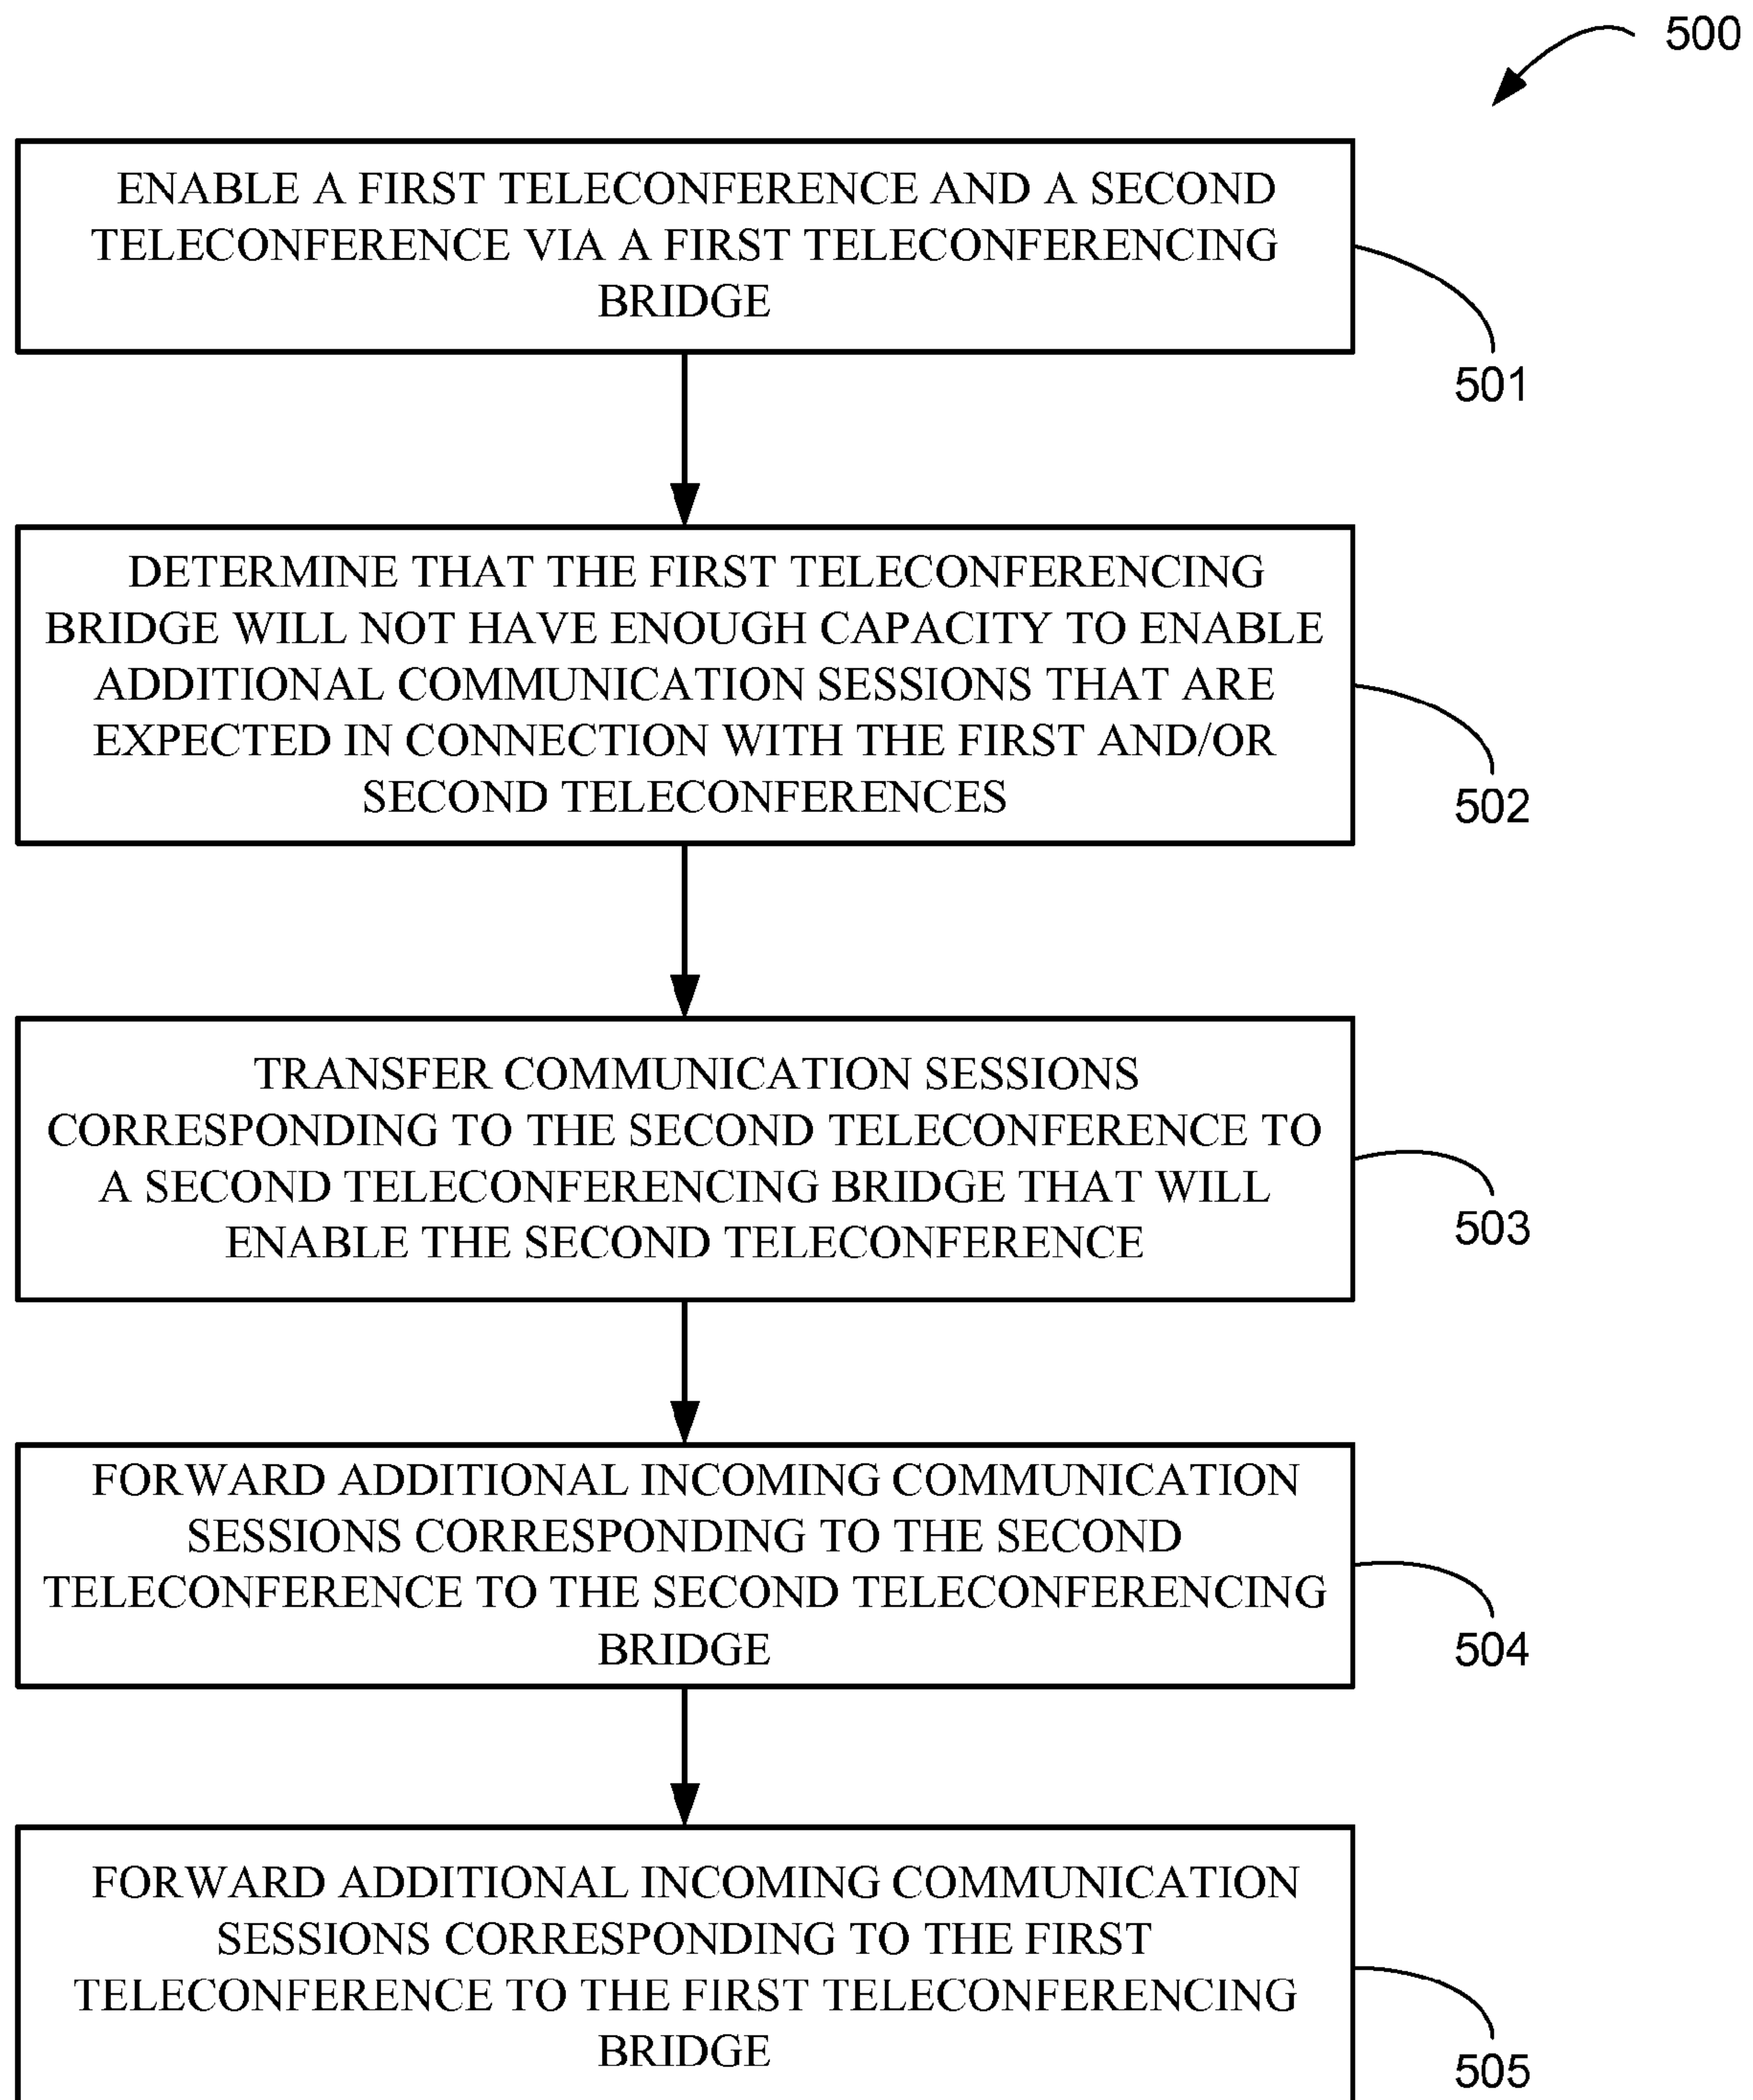 500
ENABLE A FIRST TELECONFERENCE AND A SECOND
TELECONFERENCE VIA A FIRST TELECONFERENCING
BRIDGE
501
DETERMINE THAT THE FIRST TELECONFERENCING
BRIDGE WILL NOT HAVE ENOUGH CAPACITY TO ENABLE
ADDITIONAL COMMUNICATION SESSIONS THAT ARE
EXPECTED IN CONNECTION WITH THE FIRST AND/OR
SECOND TELECONFERENCES
502
TRANSFER COMMUNICATION SESSIONS
CORRESPONDING TO THE SECOND TELECONFERENCE TO
A SECOND TELECONFERENCING BRIDGE THAT WILL
ENABLE THE SECOND TELECONFERENCE
503
FORWARD ADDITIONAL INCOMING COMMUNICATION
SESSIONS CORRESPONDING TO THE SECOND
TELECONFERENCE TO THE SECOND TELECONFERENCING
BRIDGE
504
FORWARD ADDITIONAL INCOMING COMMUNICATION
SESSIONS CORRESPONDING TO THE FIRST
TELECONFERENCE TO THE FIRST TELECONFERENCING
BRIDGE
505